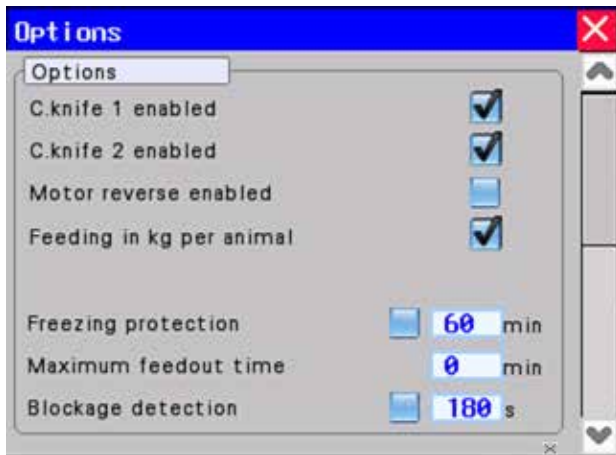 Options
Options
C.knife 1 enabled
C.knife 2 enabled
Motor reverse enabled
Feeding in kg per animal
Freezing protection 60 min
Maximum feedout time 0 min
Blockage detection 180 s